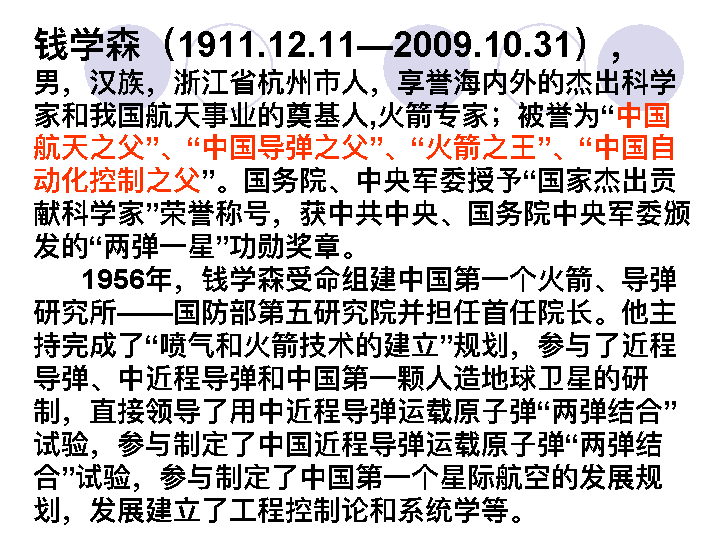 钱学森（1911.12.11—2009.10.31），
男，汉族，浙江省杭州市人，享誉海内外的杰出科学
家和我国航天事业的奠基人,火箭专家；被誉为“中国
航天之父”、“中国导弹之父”、“火箭之王”、“中国自
动化控制之父”。国务院、中央军委授予“国家杰出贡
献科学家”荣誉称号，获中共中央、国务院中央军委颁
发的“两弹一星”功勋奖章。
1956年，钱学森受命组建中国第一个火箭、导弹
研究所——国防部第五研究院并担任首任院长。他主
持完成了“喷气和火箭技术的建立”规划，参与了近程
导弹、中近程导弹和中国第一颗人造地球卫星的研
制，直接领导了用中近程导弹运载原子弹“两弹结合”
试验，参与制定了中国近程导弹运载原子弹“两弹结
合”试验，参与制定了中国第一个星际航空的发展规
划，发展建立了工程控制论和系统学等。